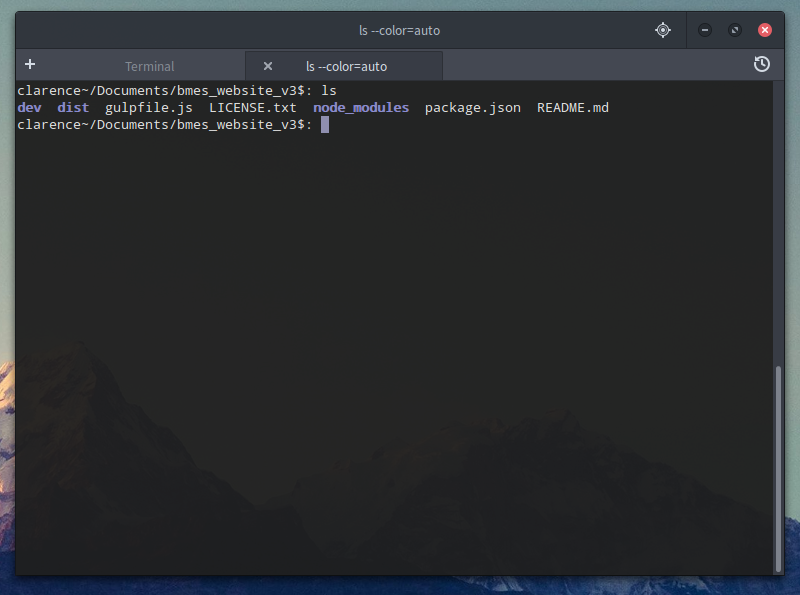 ls --color=auto
Terminal
ls --color=auto
clarence~/Documents/bmes_website_v3$: ls
dev dist gulpfile.js LICENSE.txt node_modules package.json README.md
clarence~/Documents/bmes_website_v3$: